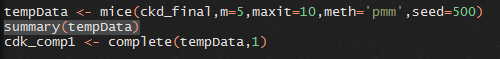 tempData <- mice(ckd_final,m=5,maxit=10,meth='pmm',seed=500)
summary(tempData)
cdk_comp1 <- complete(tempData,1)